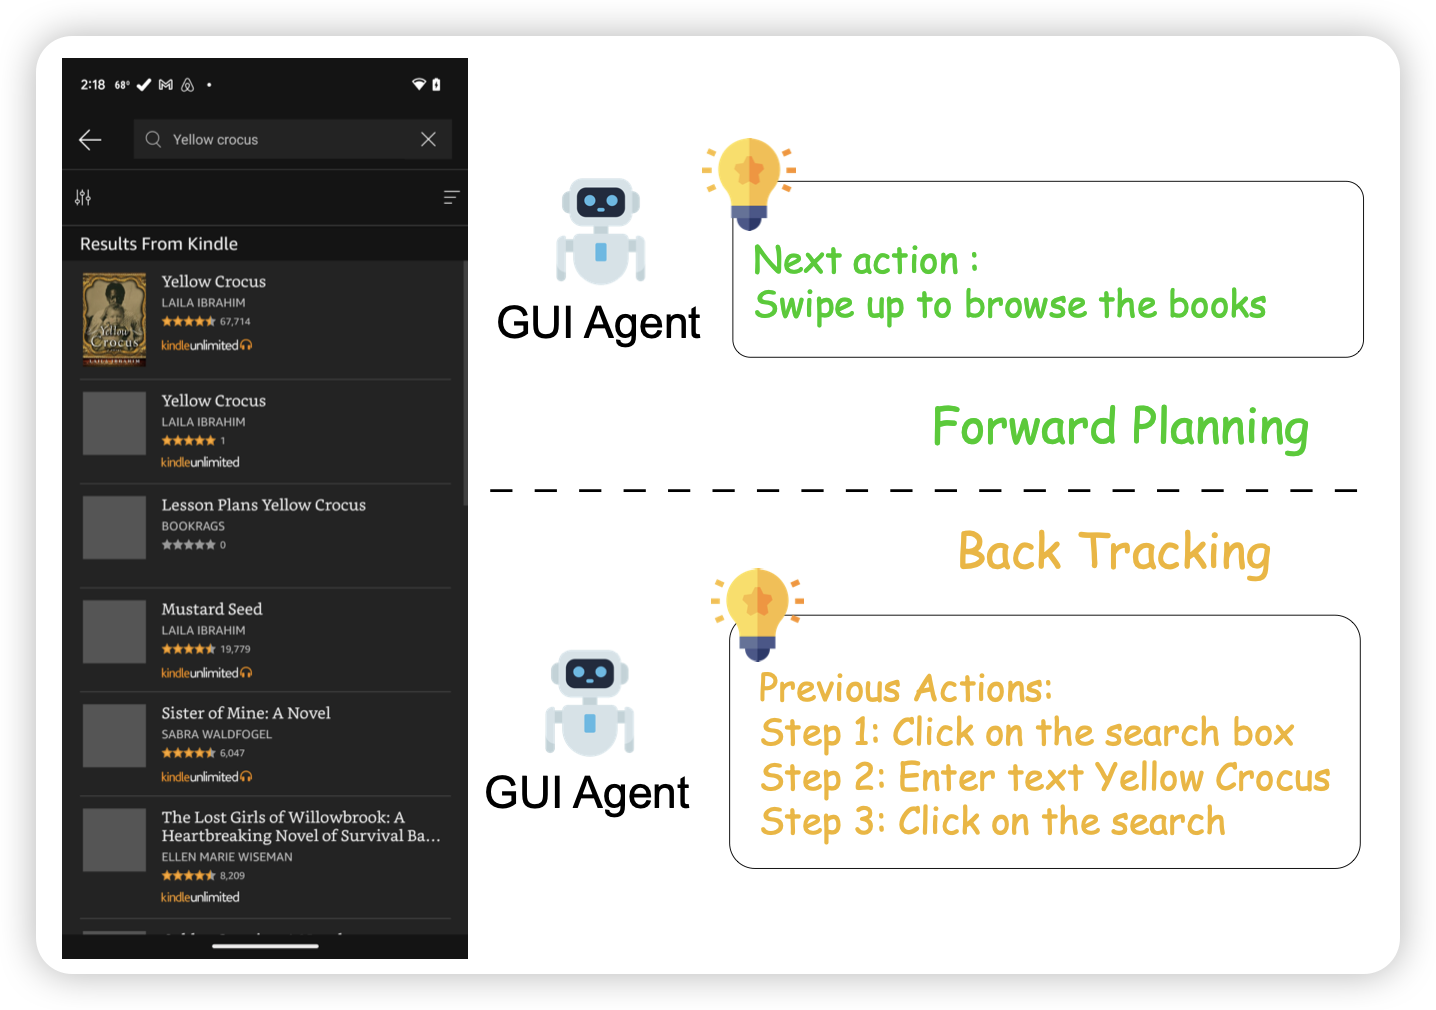 2:18 68°
Yellow crocus
Results From Kindle
Yellow Crocus
LAILA IBRAHIM
67,714
kindleunlimited
Yellow Crocus
LAILA IBRAHIM
Yellow Crocus
LAILA IBRAHIM
1
kindleunlimited
Lesson Plans Yellow Crocus
BOOKRAGS
0
Mustard Seed
LAILA IBRAHIM
19,779
kindleunlimited
Sister of Mine: A Novel
SABRA WALDFOGEL
6,047
kindleunlimited
The Lost Girls of Willowbrook: A
Heartbreaking Novel of Survival Ba...
ELLEN MARIE WISEMAN
8,209
kindleunlimited
GUI Agent
Next action :
Swipe up to browse the books
Forward Planning
Back Tracking
GUI Agent
Previous Actions:
Step 1: Click on the search box
Step 2: Enter text Yellow Crocus
Step 3: Click on the search